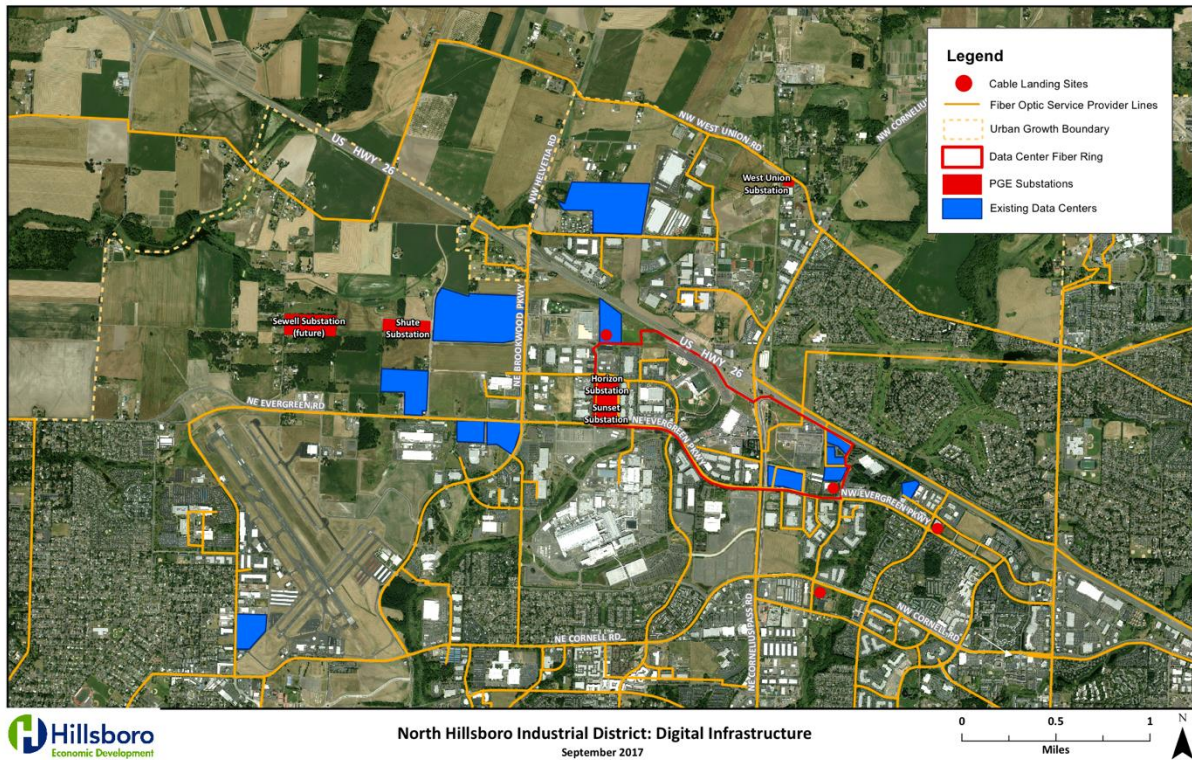 Legend
Cable Landing Sites
Fiber Optic Service Provider Lines
Urban Growth Boundary
Data Center Fiber Ring
PGE Substations
Existing Data Centers
NW WEST UNION RD
NW CORNELIUS
US HWY 26
NW HELVETIA RD
West Union
Substation
Sewell Substation
(future)
Shute
Substation
NE BROOKWOOD PKWY
US HWY 26
Horizon
Substation
Sunset
Substation
NE EVERGREEN RD
NE EVERGREEN PKWY
NW EVERGREEN PKWY
NE CORNELIUS PASS RD
NE CORNELL RD
NW CORNELL RD
Hillsboro
Economic Development
North Hillsboro Industrial District: Digital Infrastructure
September 2017
0 0.5 1
Miles
N